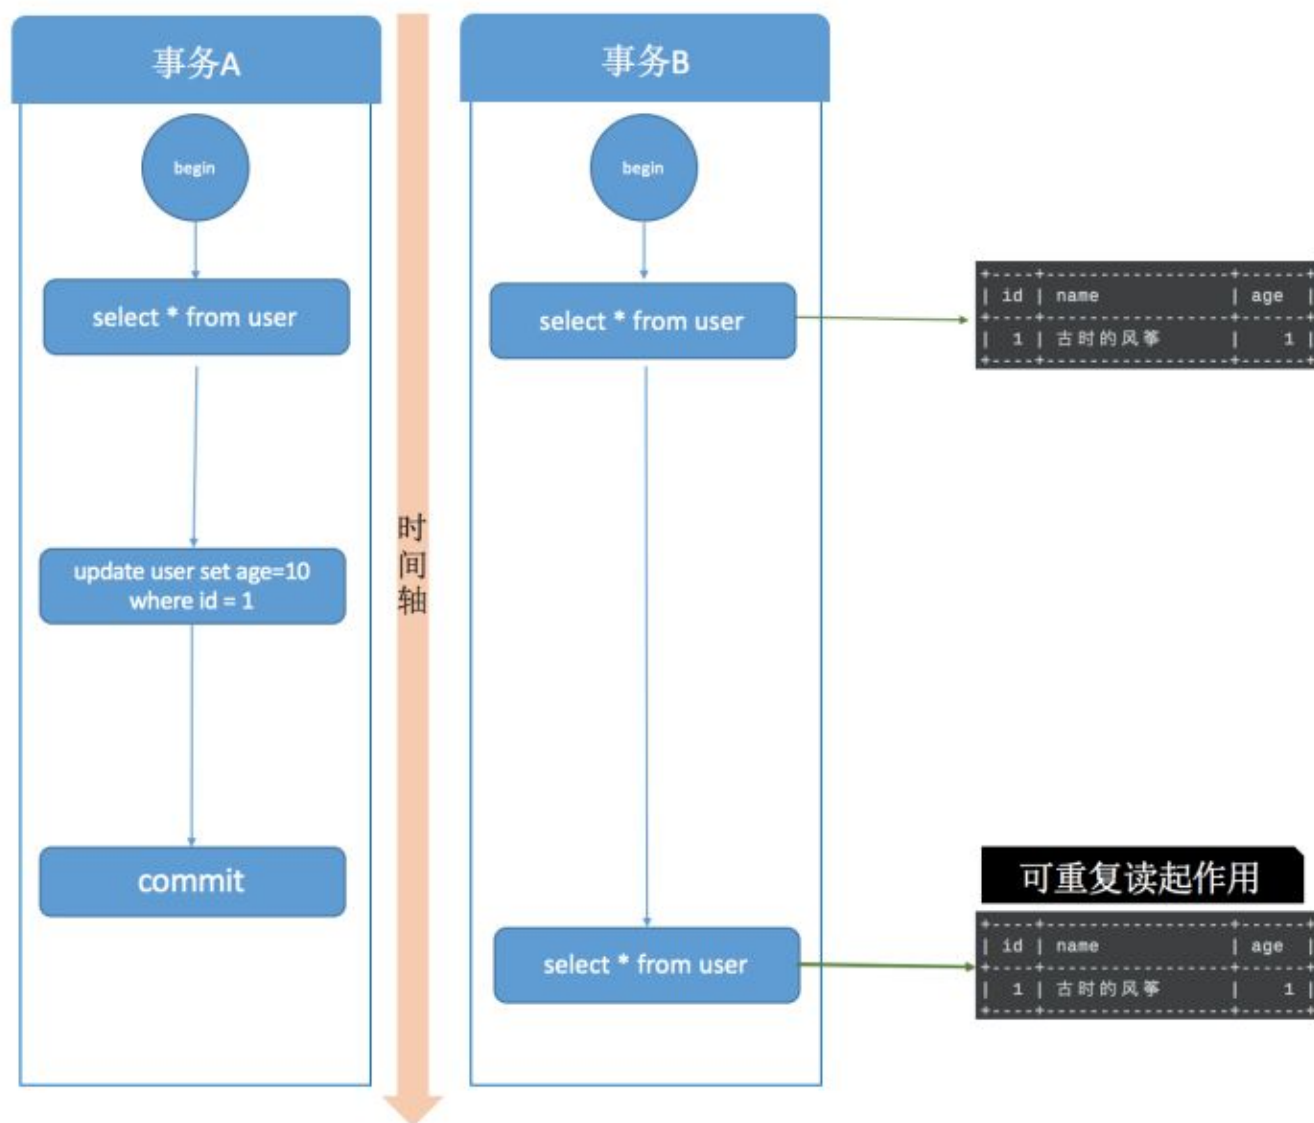 事务A
begin
select * from user
update user set age=10
where id = 1
commit
时
间
轴
事务B
begin
select * from user
select * from user
+----+-----------------+------+
| id | name | age |
+----+-----------------+------+
| 1 | 古时的风筝 | 1 |
+----+-----------------+------+
可重复读起作用
+----+-----------------+------+
| id | name | age |
+----+-----------------+------+
| 1 | 古时的风筝 | 1 |
+----+-----------------+------+